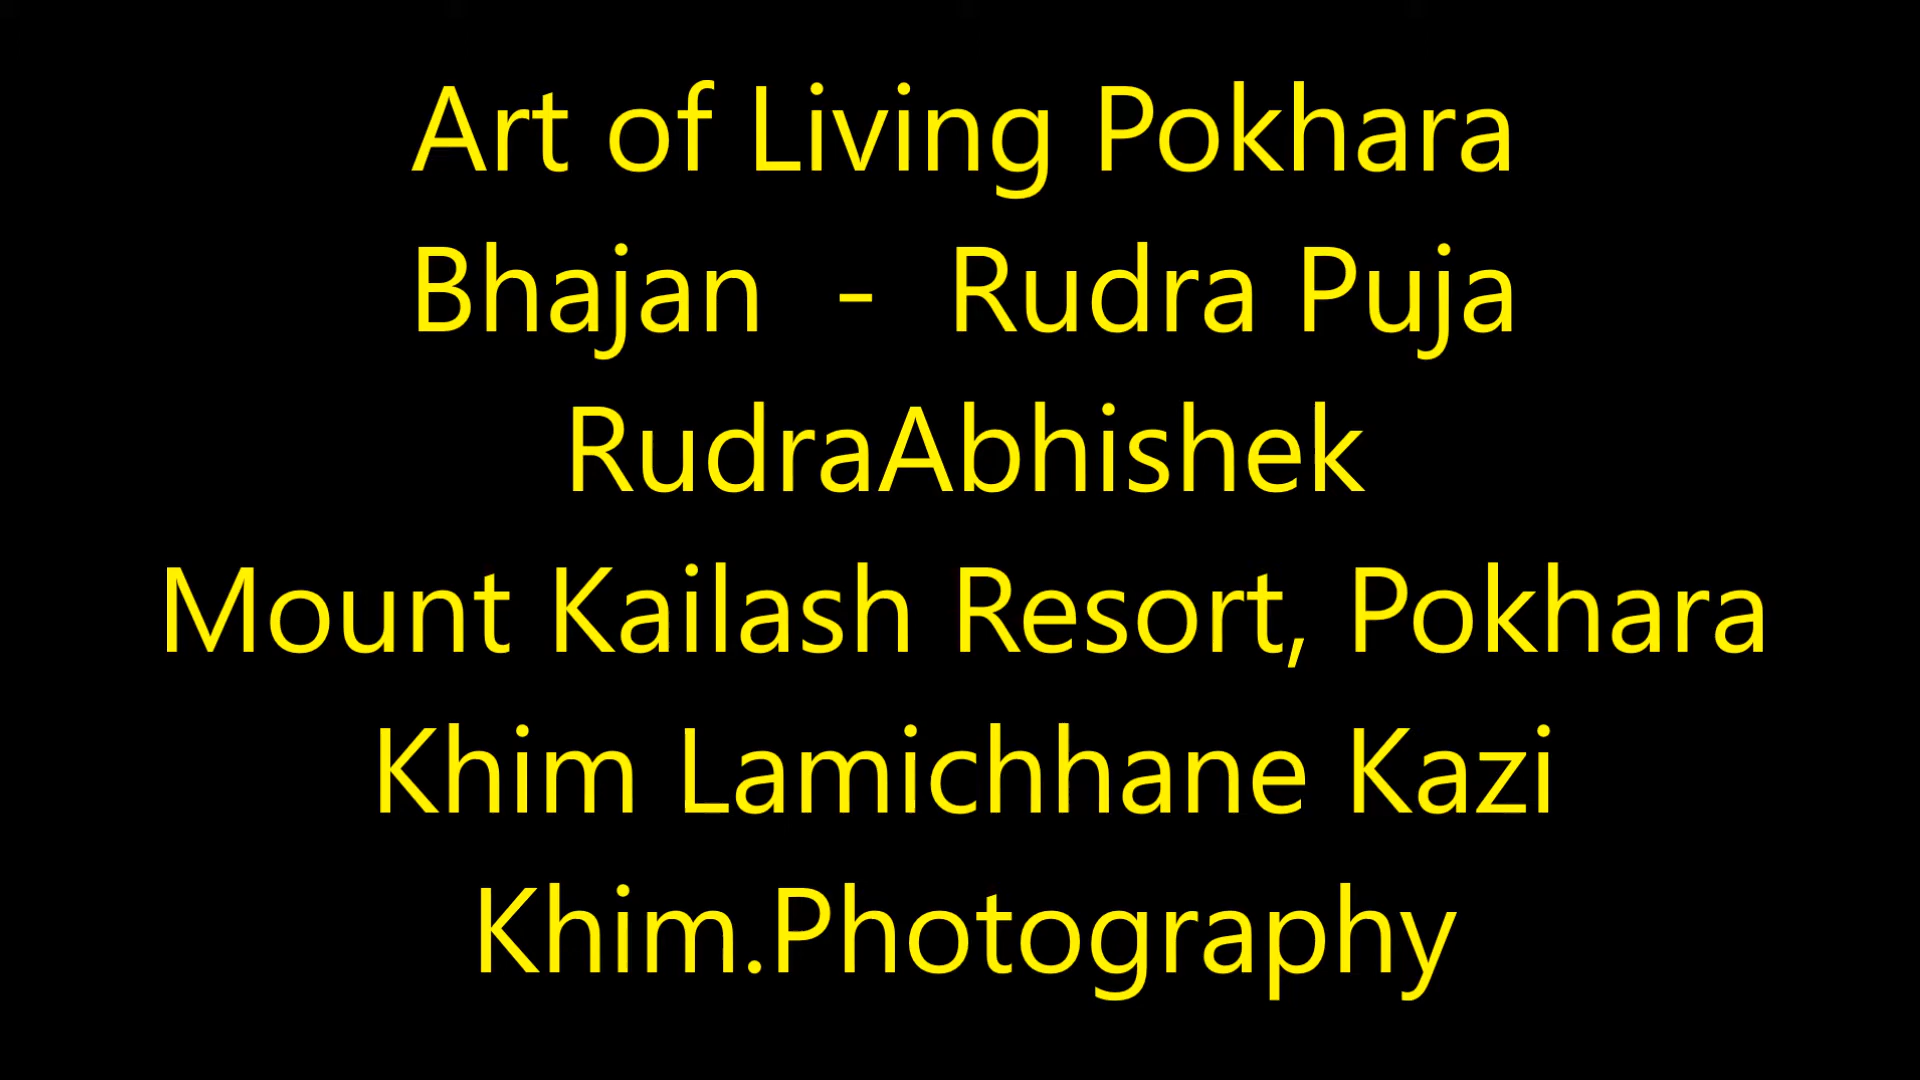 Art of Living Pokhara
Bhajan - Rudra Puja
RudraAbhishek
Mount Kailash Resort, Pokhara
Khim Lamichhane Kazi
Khim.Photography